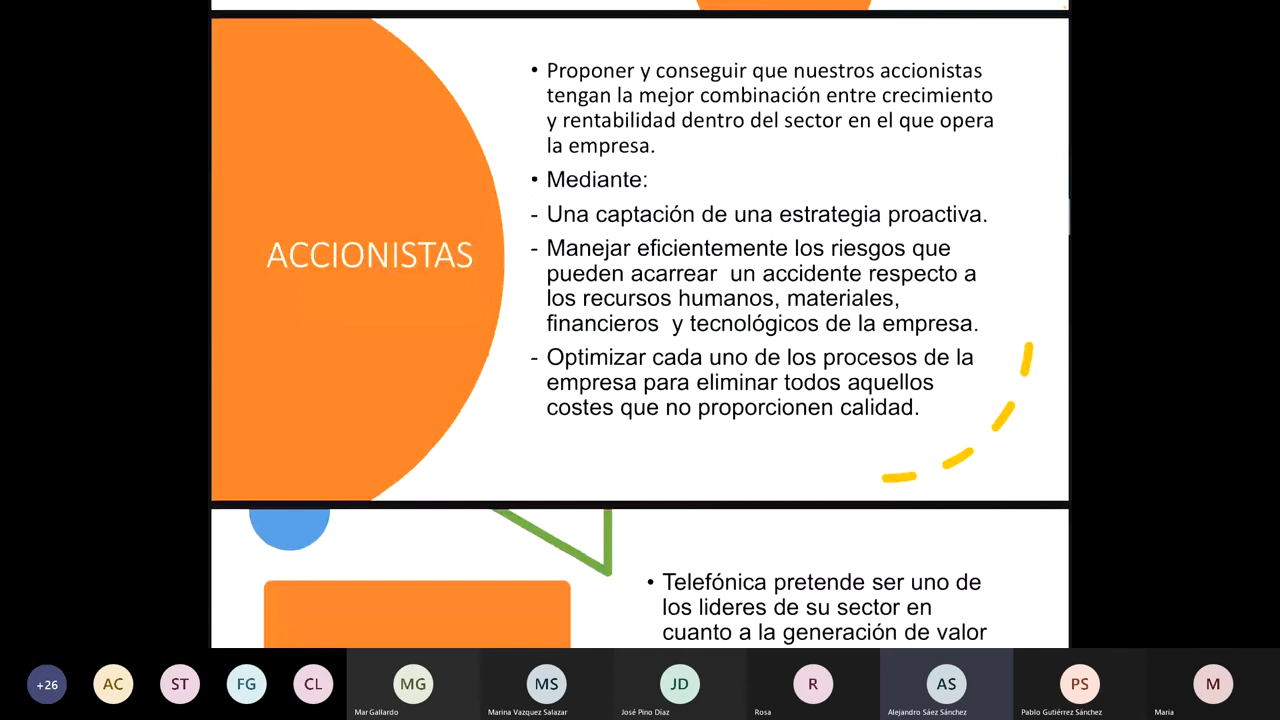 ACCIONISTAS
• Proponer y conseguir que nuestros accionistas
tengan la mejor combinación entre crecimiento
y rentabilidad dentro del sector en el que opera
la empresa.
• Mediante:
- Una captación de una estrategia proactiva.
- Manejar eficientemente los riesgos que
pueden acarrear  un accidente respecto a
los recursos humanos, materiales,
financieros  y tecnológicos de la empresa.
- Optimizar cada uno de los procesos de la
empresa para eliminar todos aquellos
costes que no proporcionen calidad.
• Telefónica pretende ser uno de
los lideres de su sector en
cuanto a la generación de valor
+26
AC
ST
FG
CL
MG
Mar Gallardo
MS
Marina Vazquez Salazar
JD
José Pino Díaz
R
Rosa
AS
Alejandro Sáez Sánchez
PS
Pablo Gutiérrez Sánchez
M
Maria